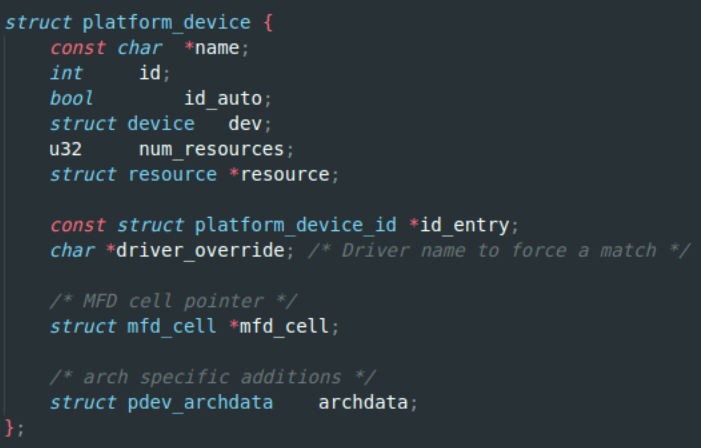 struct platform_device {
const char *name;
int id;
bool id_auto;
struct device dev;
u32 num_resources;
struct resource *resource;
const struct platform_device_id *id_entry;
char *driver_override; /* Driver name to force a match */
/* MFD cell pointer */
struct mfd_cell *mfd_cell;
/* arch specific additions */
struct pdev_archdata archdata;
};